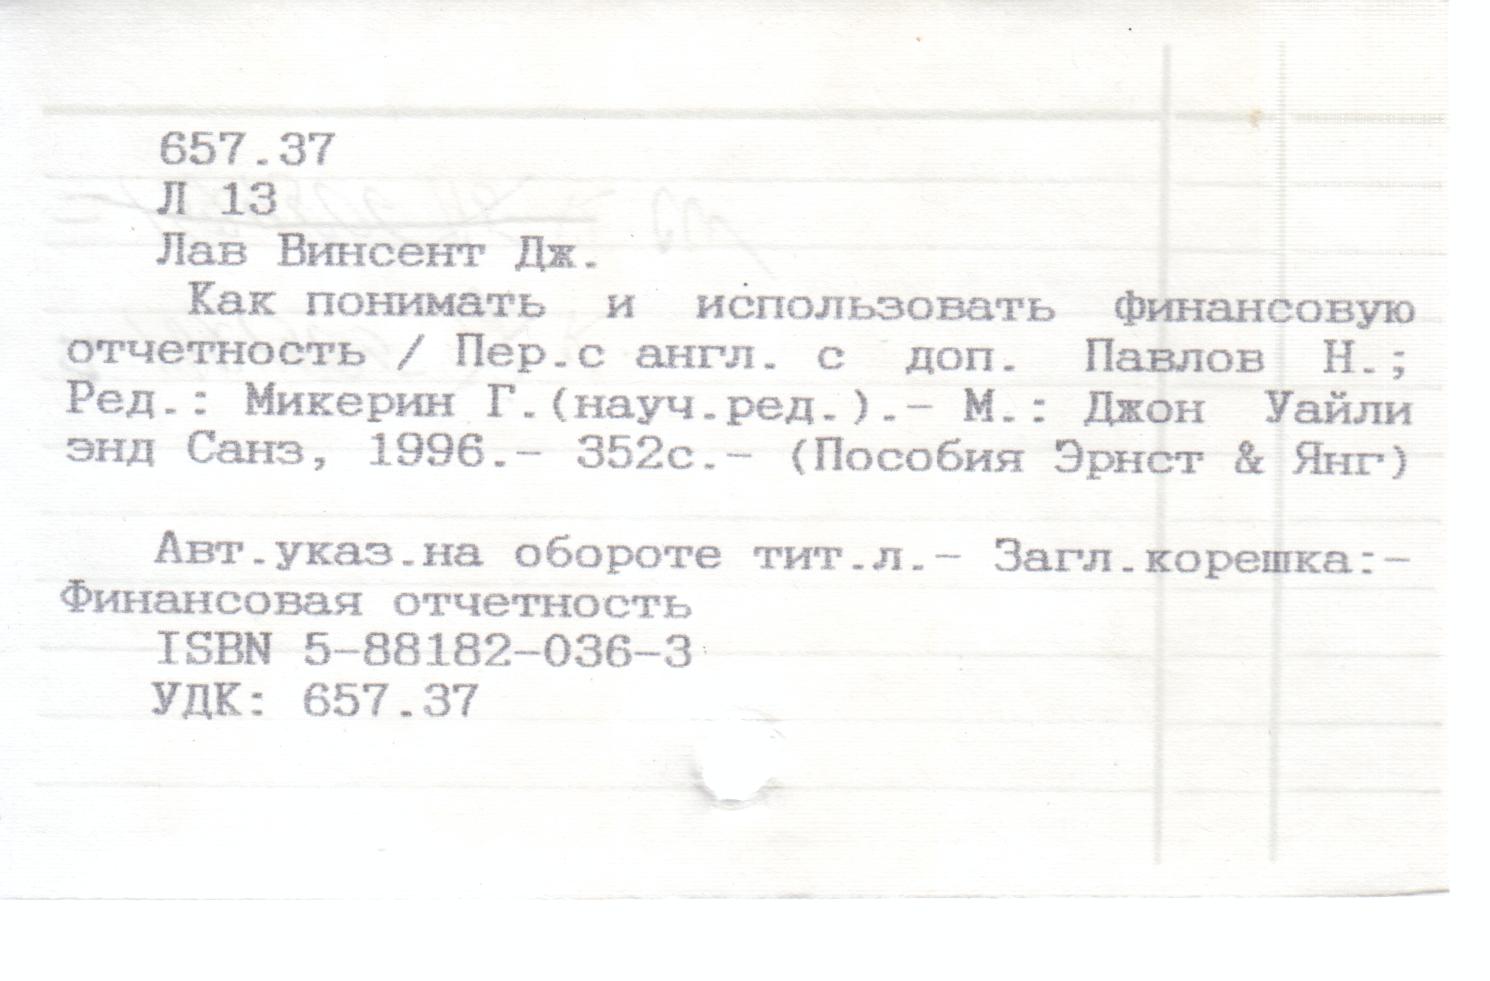 657.37
Л 13
Лав Винсент Дж.
Как понимать и использовать финансовую
отчетность / Пер.с англ. с доп. Павлов Н.;
Ред.: Микерин Г.(науч.ред.).- М.: Джон Уайли
энд Санз, 1996.- 352с.- (Пособия Эрнст & Янг)
Авт.указ.на обороте тит.л.- Загл.корешка:-
Финансовая отчетность
ISBN 5-88182-036-3
УДК: 657.37